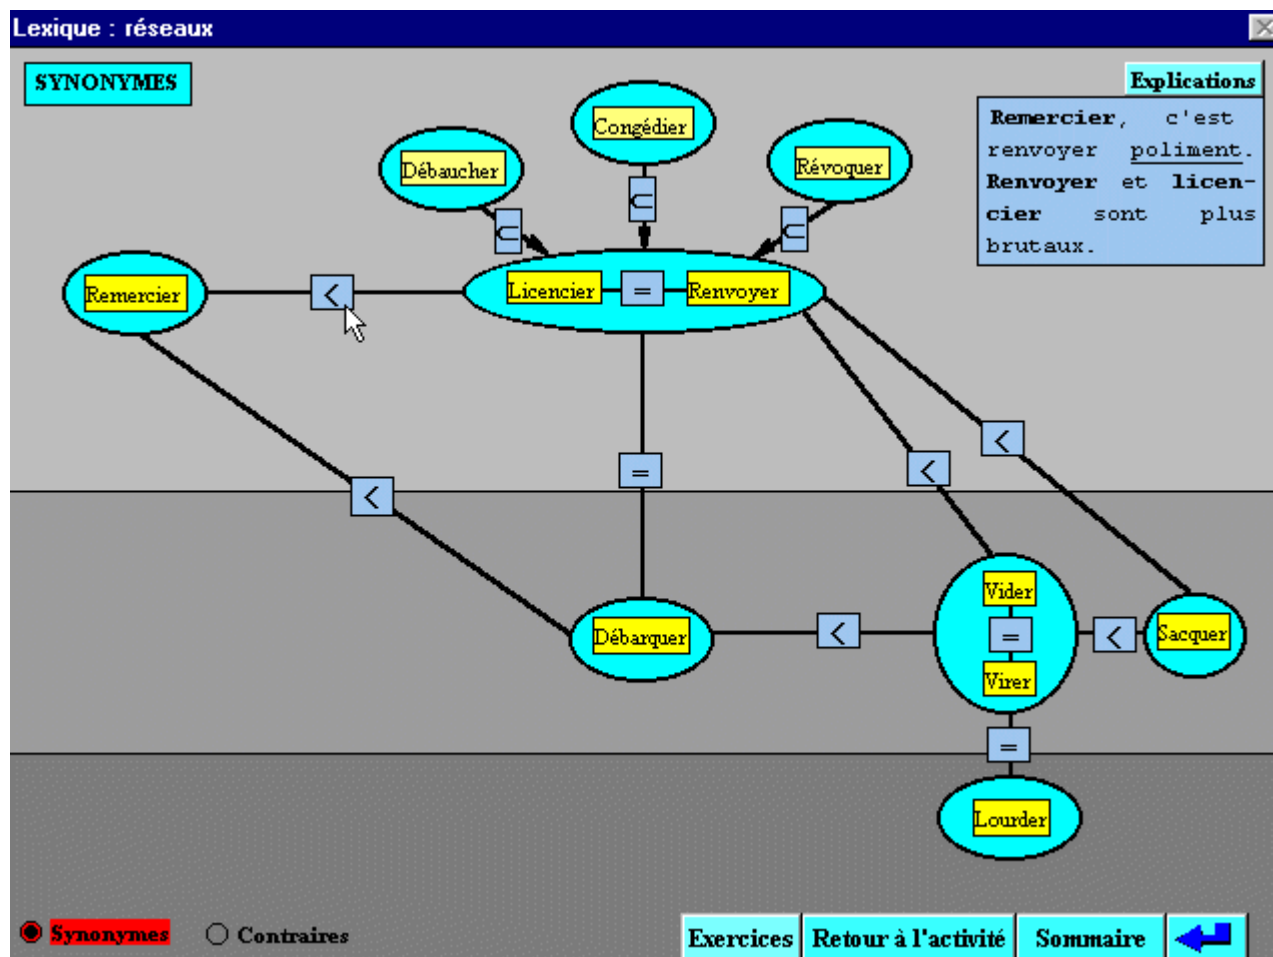 Lexique : réseaux
SYNONYMES
Explications
Remercier, c'est
renvoyer poliment.
Renvoyer et licen-
cier sont plus
brutaux.
Congédier
Débaucher
Révoquer
⊂
⊂
⊂
Remercier
<
Licencier
=
Renvoyer
<
=
<
<
Vider
=
Virer
Débarquer
<
<
Sacquer
=
Lourder
Synonymes
Contraires
Exercices
Retour à l'activité
Sommaire